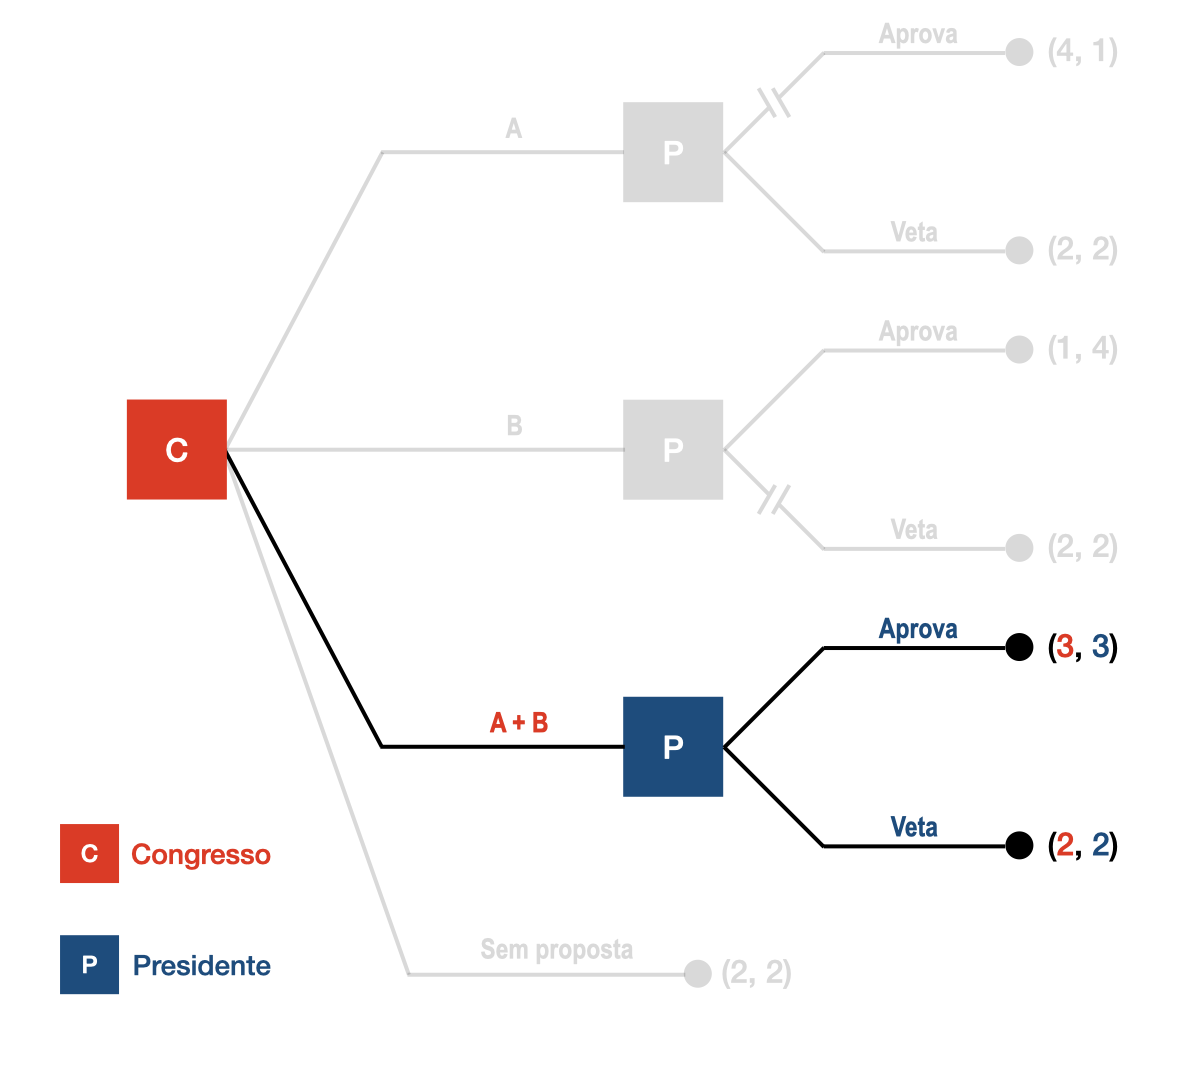 Aprova
(4, 1)
A
P
Veta
(2, 2)
Aprova
(1, 4)
B
C
P
Veta
(2, 2)
Aprova
(3, 3)
A + B
P
Veta
(2, 2)
C Congresso
Sem proposta
(2, 2)
P Presidente